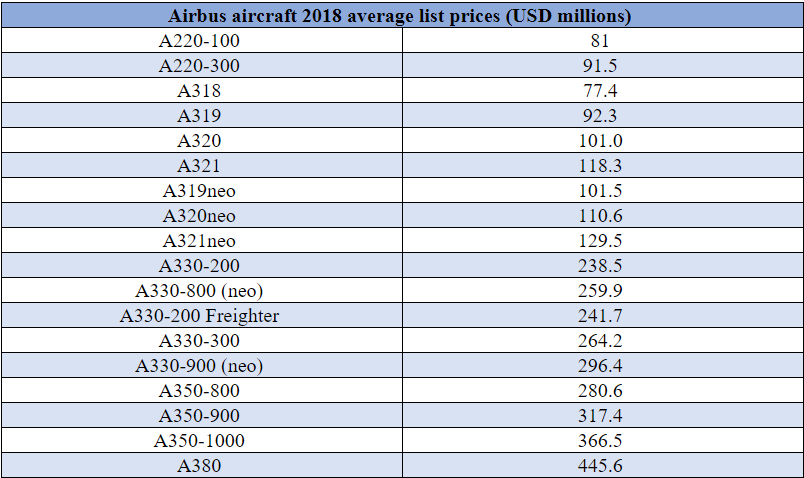 Airbus aircraft 2018 average list prices (USD millions)
A220-100 81
A220-300 91.5
A318 77.4
A319 92.3
A320 101.0
A321 118.3
A319neo 101.5
A320neo 110.6
A321neo 129.5
A330-200 238.5
A330-800 (neo) 259.9
A330-200 Freighter 241.7
A330-300 264.2
A330-900 (neo) 296.4
A350-800 280.6
A350-900 317.4
A350-1000 366.5
A380 445.6